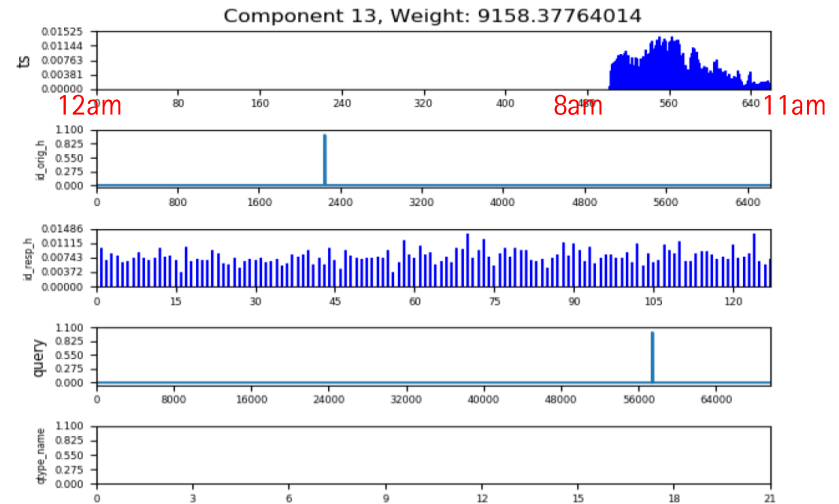 Component 13, Weight: 9158.37764014
ts
0.01525
0.01144
0.00763
0.00381
0.00000
0 80 160 240 320 400 480 560 640
12am 8am 11am
id_orig_h
1.100
0.825
0.550
0.275
0.000
0 800 1600 2400 3200 4000 4800 5600 6400
id_resp_h
0.01486
0.01115
0.00743
0.00372
0.00000
0 15 30 45 60 75 90 105 120
query
1.100
0.825
0.550
0.275
0.000
0 8000 16000 24000 32000 40000 48000 56000 64000
qtype_name
1.100
0.825
0.550
0.275
0.000
0 3 6 9 12 15 18 21